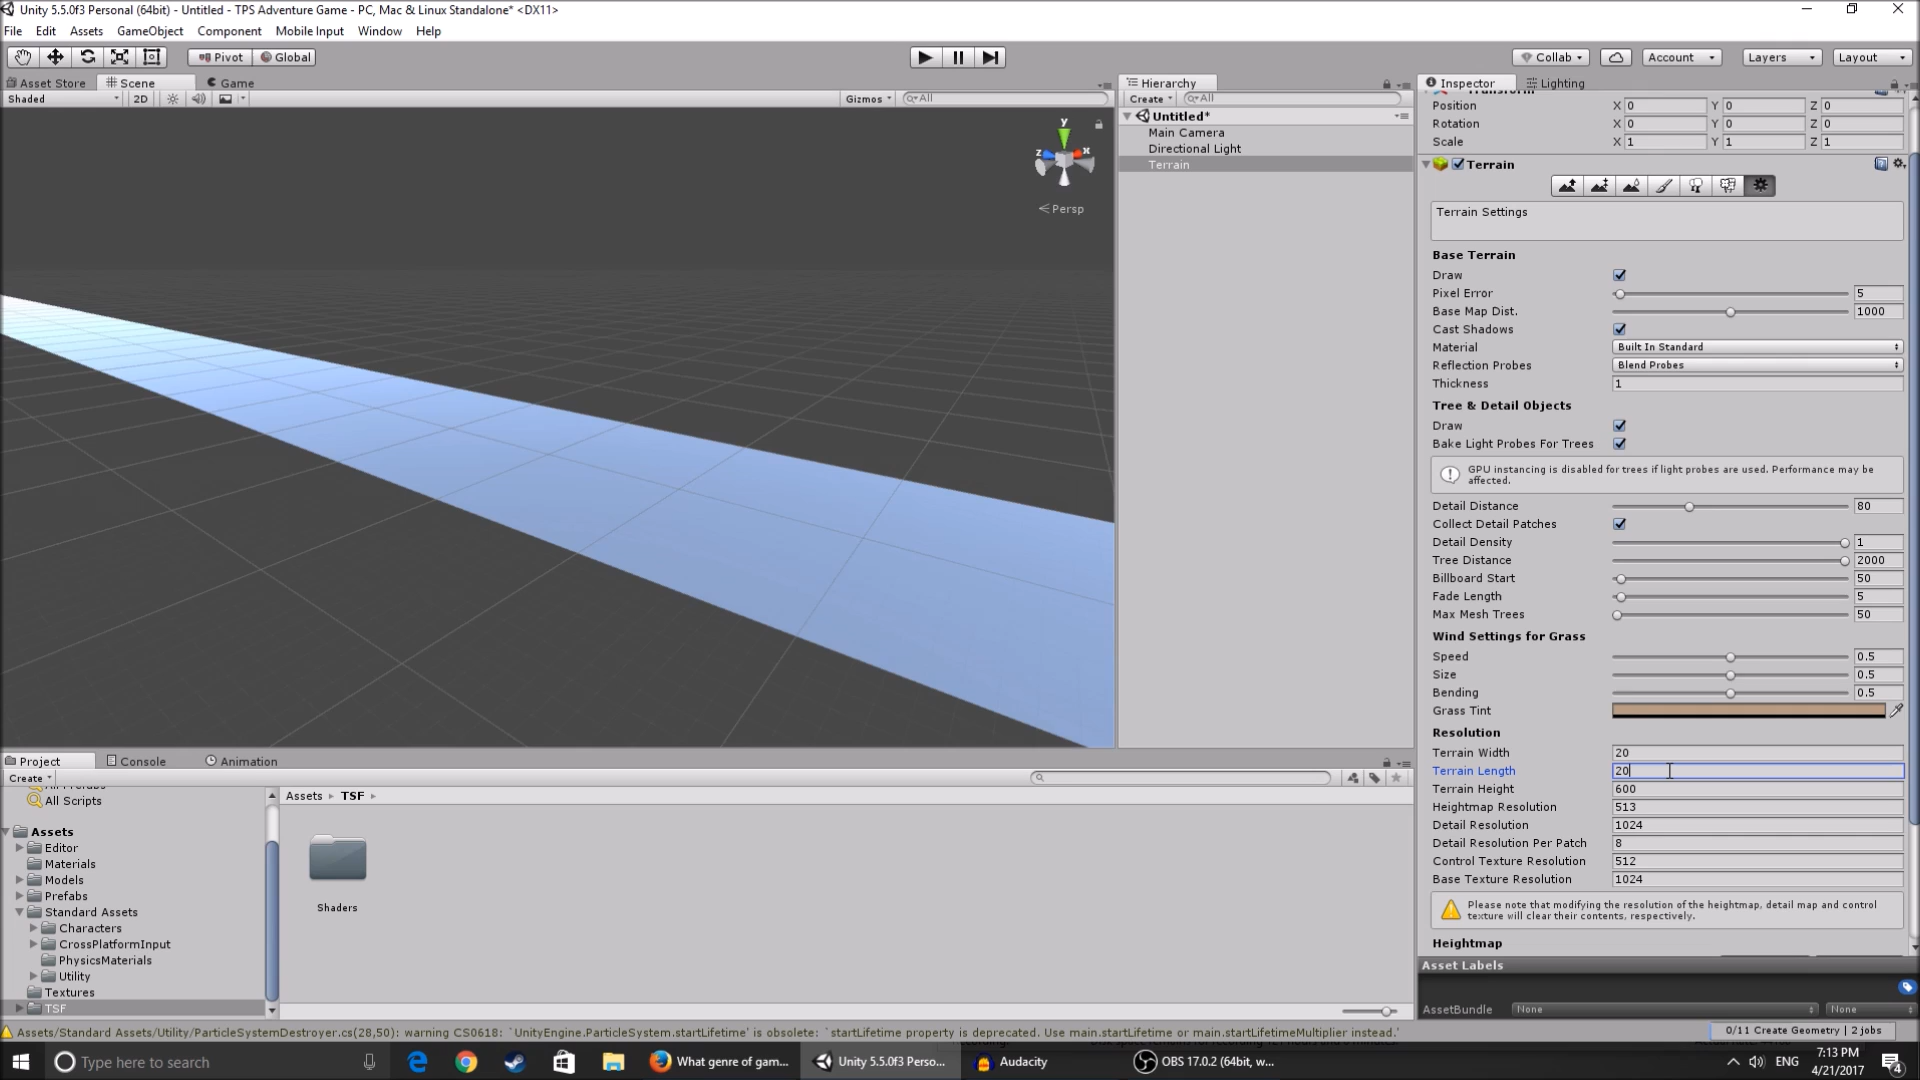 Unity 5.5.0f3 Personal (64bit) - Untitled - TPS Adventure Game - PC, Mac & Linux Standalone* <DX11>
File Edit Assets GameObject Component Mobile Input Window Help
Pivot Global Collab Account Layers Layout
Asset Store Scene Game
Shaded 2D Gizmos All
y
z x
Persp
Hierarchy
Create All
Untitled*
Main Camera
Directional Light
Terrain
Inspector Lighting
Position X 0 Y 0 Z 0
Rotation X 0 Y 0 Z 0
Scale X 1 Y 1 Z 1
Terrain
Terrain Settings
Base Terrain
Draw
Pixel Error 5
Base Map Dist. 1000
Cast Shadows
Material Built In Standard
Reflection Probes Blend Probes
Thickness 1
Tree & Detail Objects
Draw
Bake Light Probes For Trees
GPU instancing is disabled for trees if light probes are used. Performance may be
affected.
Detail Distance 80
Collect Detail Patches
Detail Density 1
Tree Distance 2000
Billboard Start 50
Fade Length 5
Max Mesh Trees 50
Wind Settings for Grass
Speed 0.5
Size 0.5
Bending 0.5
Grass Tint
Resolution
Terrain Width 20
Terrain Length 20
Terrain Height 600
Heightmap Resolution 513
Detail Resolution 1024
Detail Resolution Per Patch 8
Control Texture Resolution 512
Base Texture Resolution 1024
Please note that modifying the resolution of the heightmap, detail map and control
texture will clear their contents, respectively.
Heightmap
Asset Labels
AssetBundle None None
Project Console Animation
Create
All Scripts
Assets
Editor
Materials
Models
Prefabs
Standard Assets
Characters
CrossPlatformInput
PhysicsMaterials
Utility
Textures
TSF
Assets TSF
Shaders
Assets/Standard Assets/Utility/ParticleSystemDestroyer.cs(28,50): warning CS0618: `UnityEngine.ParticleSystem.startLifetime' is obsolete: `startLifetime property is deprecated. Use main.startLifetime or main.startLifetimeMultiplier instead.'
0/11 Create Geometry | 2 jobs
Type here to search
What genre of gam...
Unity 5.5.0f3 Perso...
Audacity
OBS 17.0.2 (64bit, w...
ENG
7:13 PM
4/21/2017
4